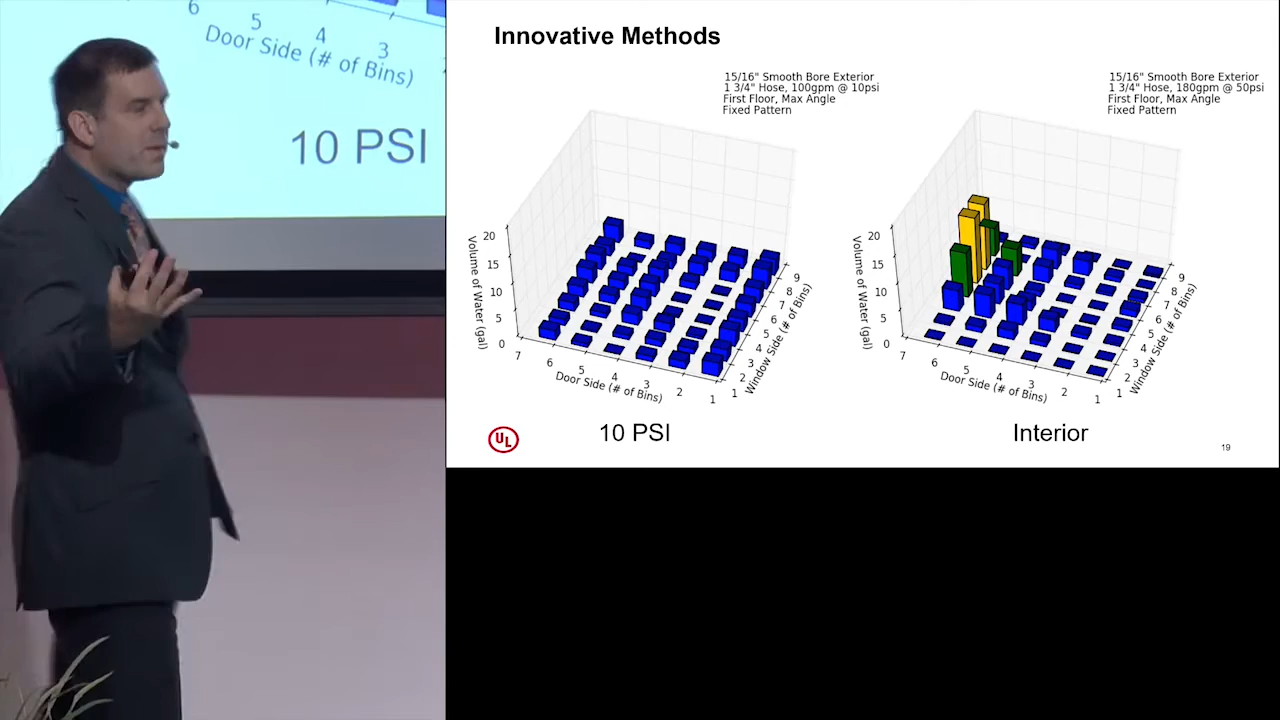 6
5
4
3
Door Side (# of Bins)
10 PSI
Innovative Methods
15/16" Smooth Bore Exterior
1 3/4" Hose, 100gpm @ 10psi
First Floor, Max Angle
Fixed Pattern
20
15
10
5
0
Volume of Water (gal)
7
6
5
4
3
2
1
Door Side (# of Bins)
1
2
3
4
5
6
7
8
9
Window Side (# of Bins)
10 PSI
15/16" Smooth Bore Exterior
1 3/4" Hose, 180gpm @ 50psi
First Floor, Max Angle
Fixed Pattern
20
15
10
5
0
Volume of Water (gal)
7
6
5
4
3
2
1
Door Side (# of Bins)
1
2
3
4
5
6
7
8
9
Window Side (# of Bins)
Interior
UL
19